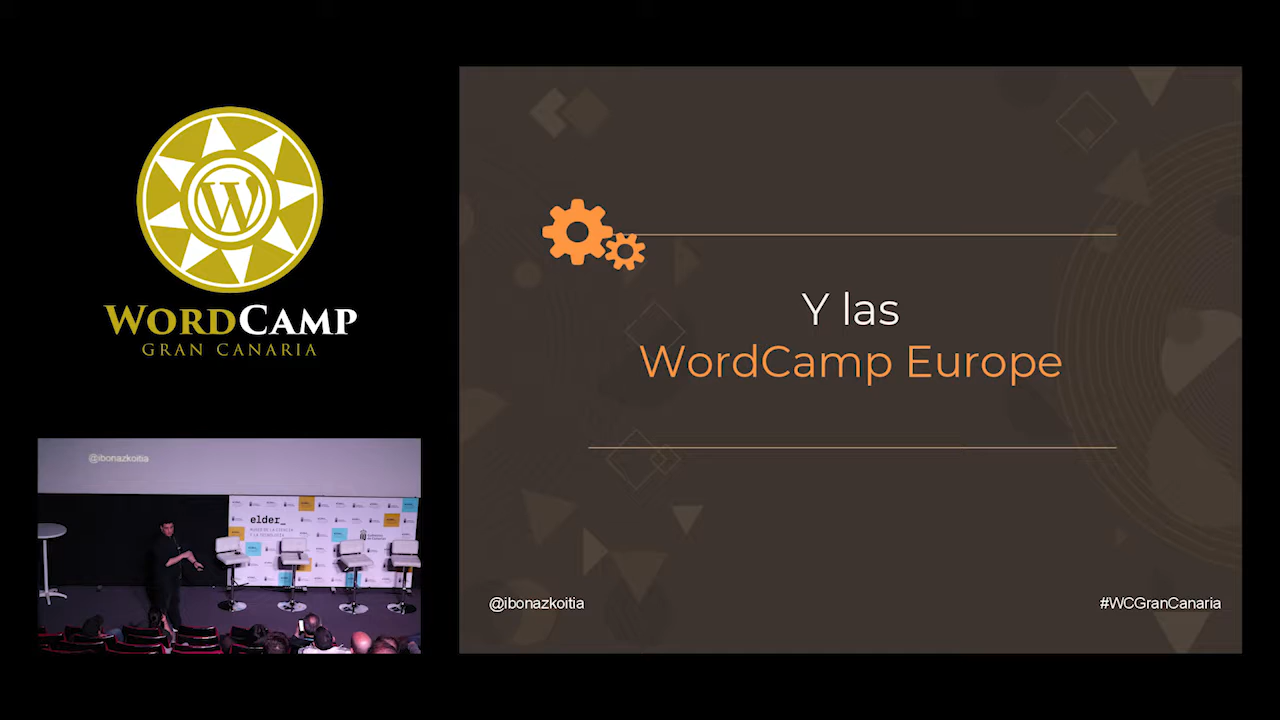 WORDCAMP
GRAN CANARIA
Y las
WordCamp Europe
@ibonazkoitia
#WCGranCanaria
@ibonazkoitia
elder_